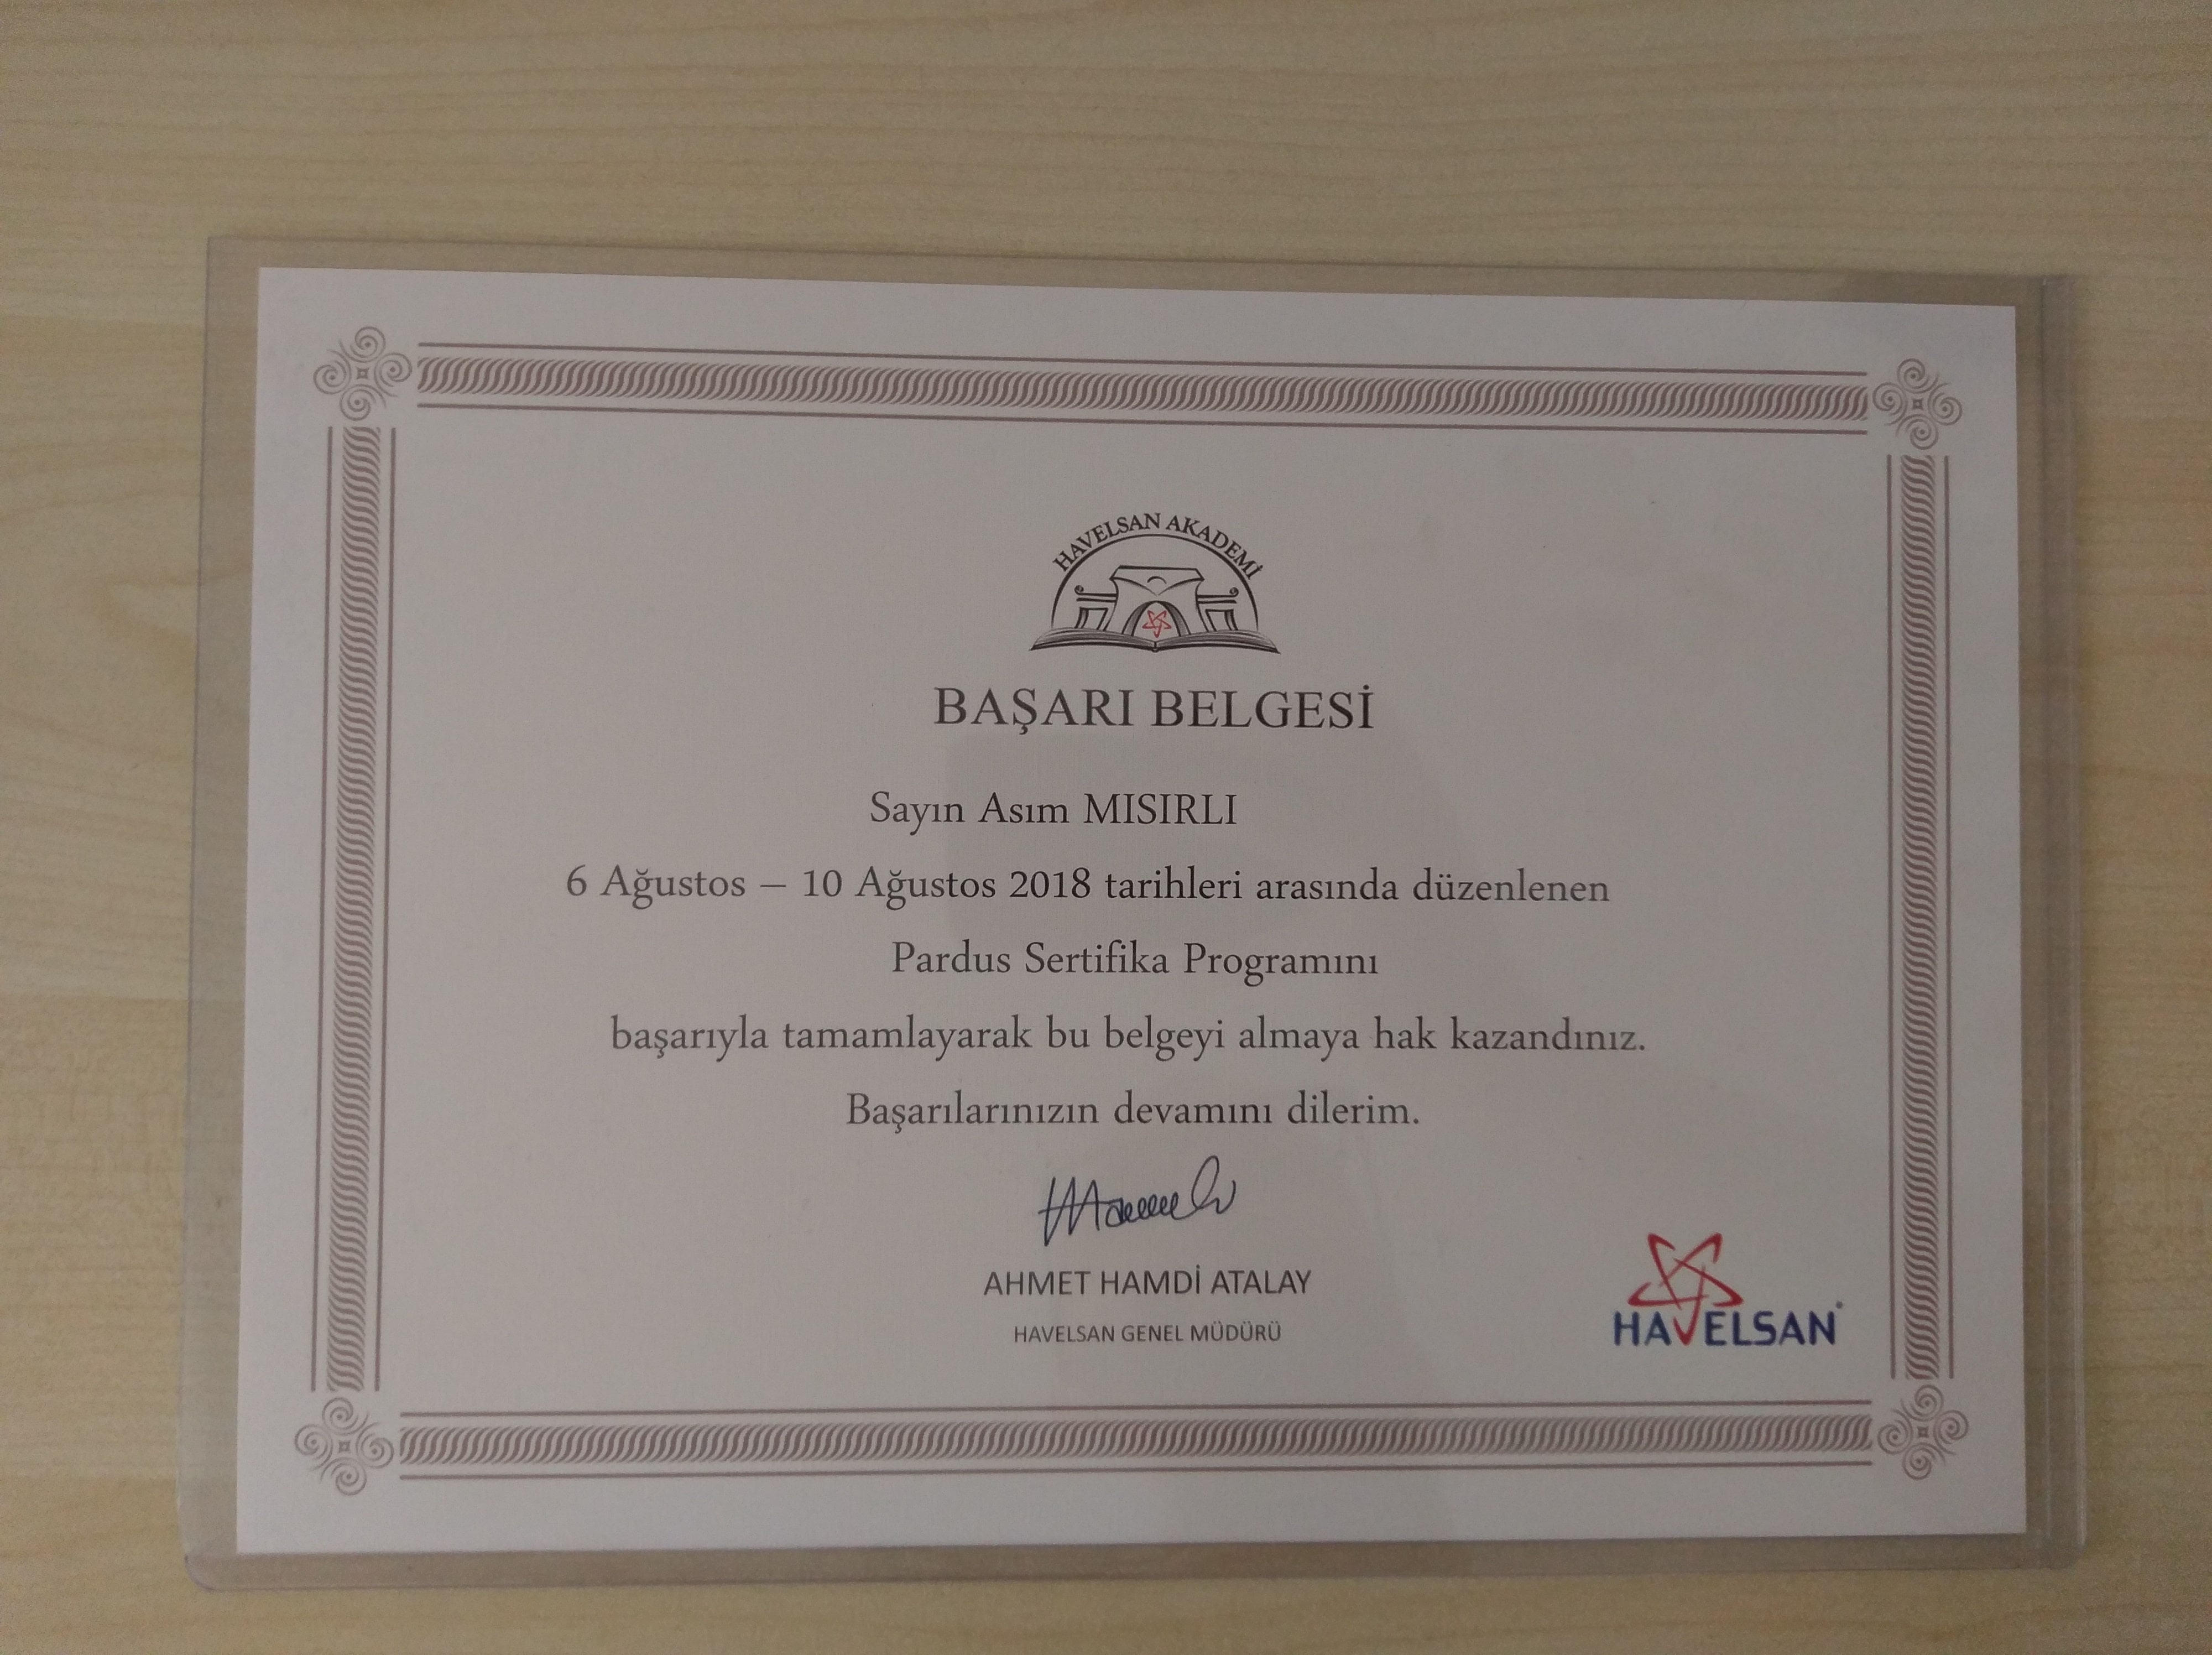 HAVELSAN AKADEMİ
BAŞARI BELGESİ
Sayın Asım MISIRLI
6 Ağustos – 10 Ağustos 2018 tarihleri arasında düzenlenen
Pardus Sertifika Programını
başarıyla tamamlayarak bu belgeyi almaya hak kazandınız.
Başarılarınızın devamını dilerim.
AHMET HAMDİ ATALAY
HAVELSAN GENEL MÜDÜRÜ
HAVELSAN